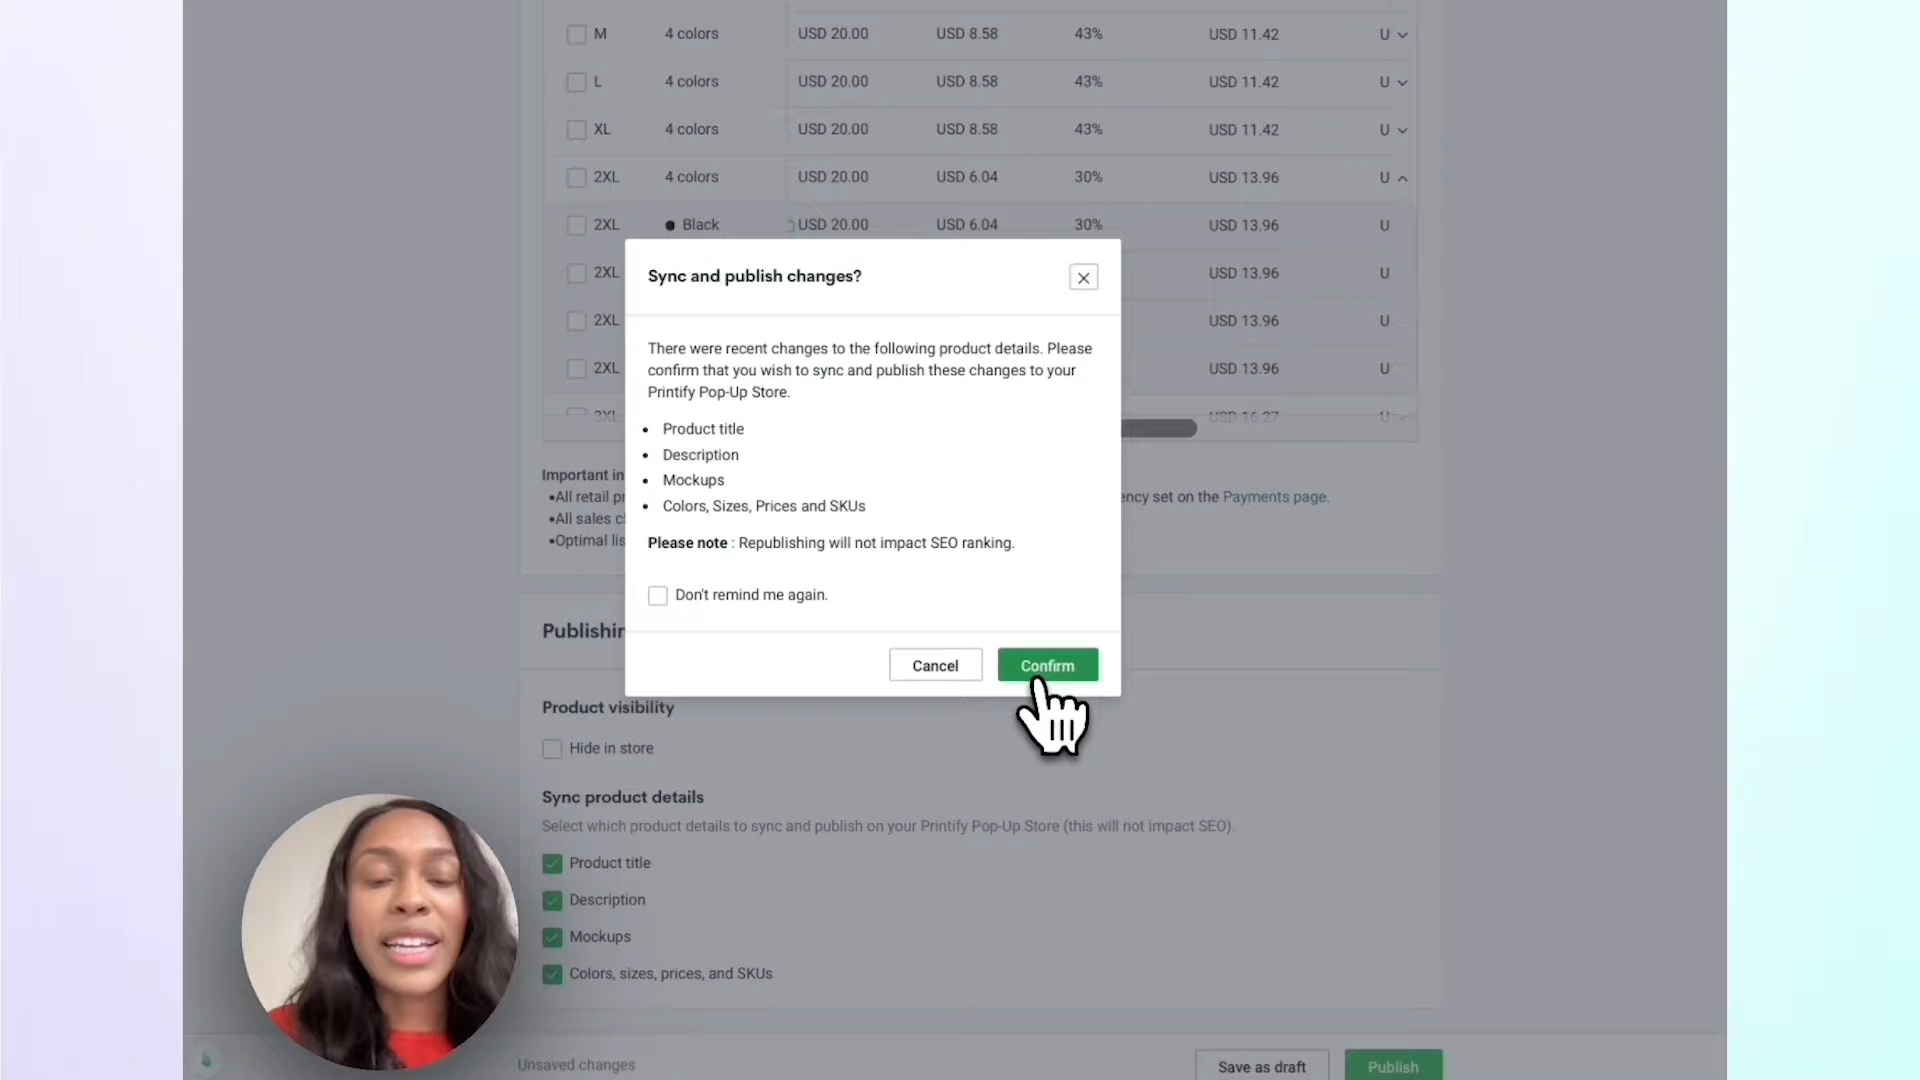 M 4 colors USD 20.00 USD 8.58 43% USD 11.42 U
L 4 colors USD 20.00 USD 8.58 43% USD 11.42 U
XL 4 colors USD 20.00 USD 8.58 43% USD 11.42 U
2XL 4 colors USD 20.00 USD 6.04 30% USD 13.96 U
2XL Black USD 20.00 USD 6.04 30% USD 13.96 U
2XL USD 13.96 U
2XL USD 13.96 U
2XL USD 13.96 U
3XL USD 16.27 U
Sync and publish changes?
There were recent changes to the following product details. Please
confirm that you wish to sync and publish these changes to your
Printify Pop-Up Store.
• Product title
• Description
• Mockups
• Colors, Sizes, Prices and SKUs
Please note : Republishing will not impact SEO ranking.
Don't remind me again.
Cancel Confirm
Important in
•All retail pr ency set on the Payments page.
•All sales c
•Optimal lis
Publishin
Product visibility
Hide in store
Sync product details
Select which product details to sync and publish on your Printify Pop-Up Store (this will not impact SEO).
Product title
Description
Mockups
Colors, sizes, prices, and SKUs
Unsaved changes Save as draft Publish